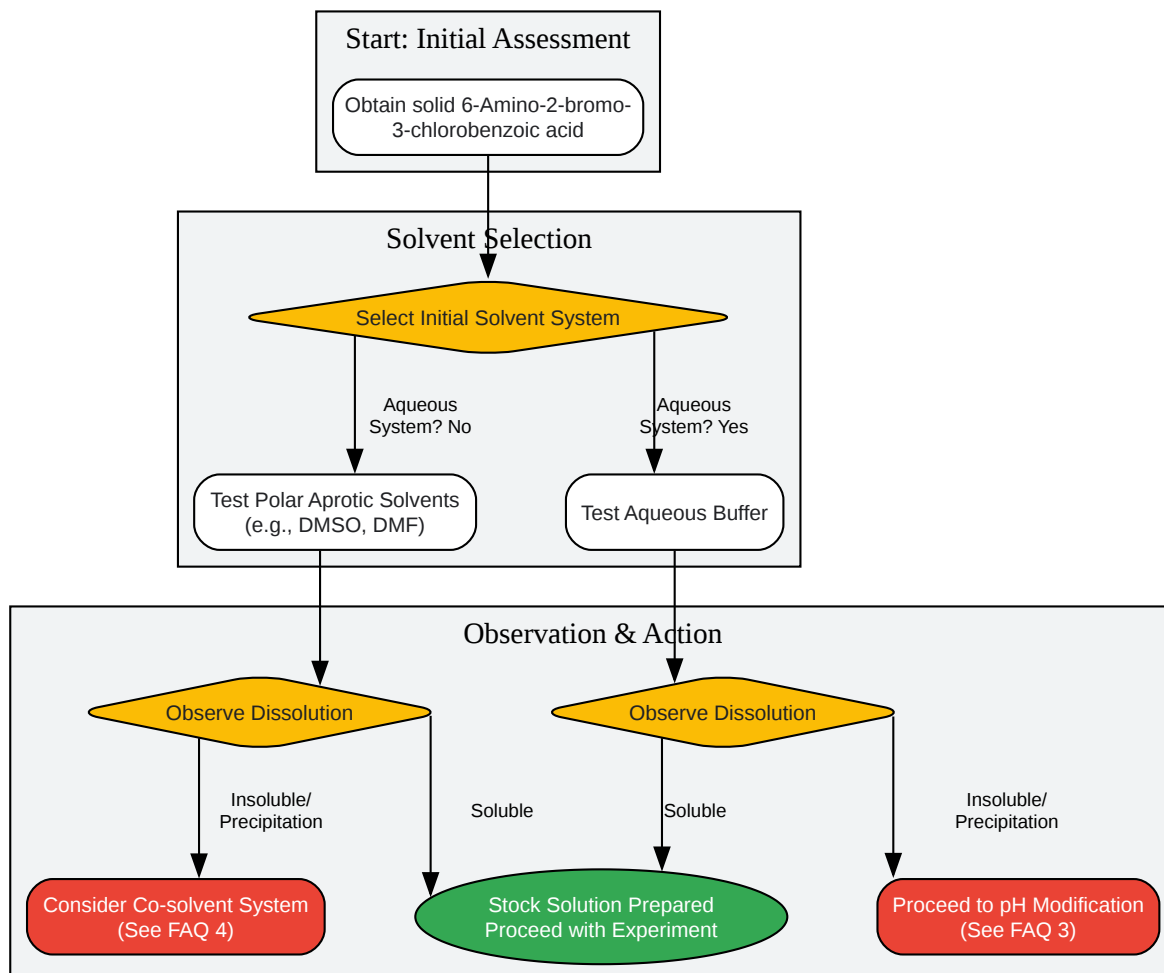 Start: Initial Assessment
Obtain solid 6-Amino-2-bromo-
3-chlorobenzoic acid
Solvent Selection
Select Initial Solvent System
Aqueous
System? No
Aqueous
System? Yes
Test Polar Aprotic Solvents
(e.g., DMSO, DMF)
Test Aqueous Buffer
Observation & Action
Observe Dissolution
Observe Dissolution
Insoluble/
Precipitation
Soluble
Soluble
Insoluble/
Precipitation
Consider Co-solvent System
(See FAQ 4)
Stock Solution Prepared
Proceed with Experiment
Proceed to pH Modification
(See FAQ 3)